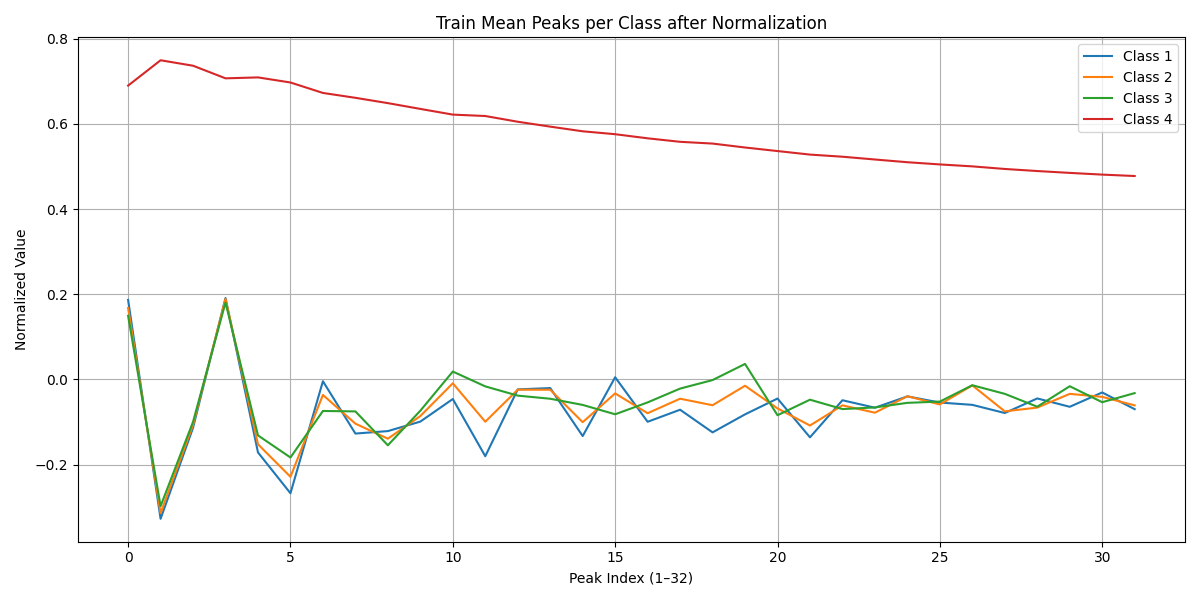 Train Mean Peaks per Class after Normalization
Normalized Value
0.8
0.6
0.4
0.2
0.0
−0.2
Class 1
Class 2
Class 3
Class 4
0 5 10 15 20 25 30
Peak Index (1–32)